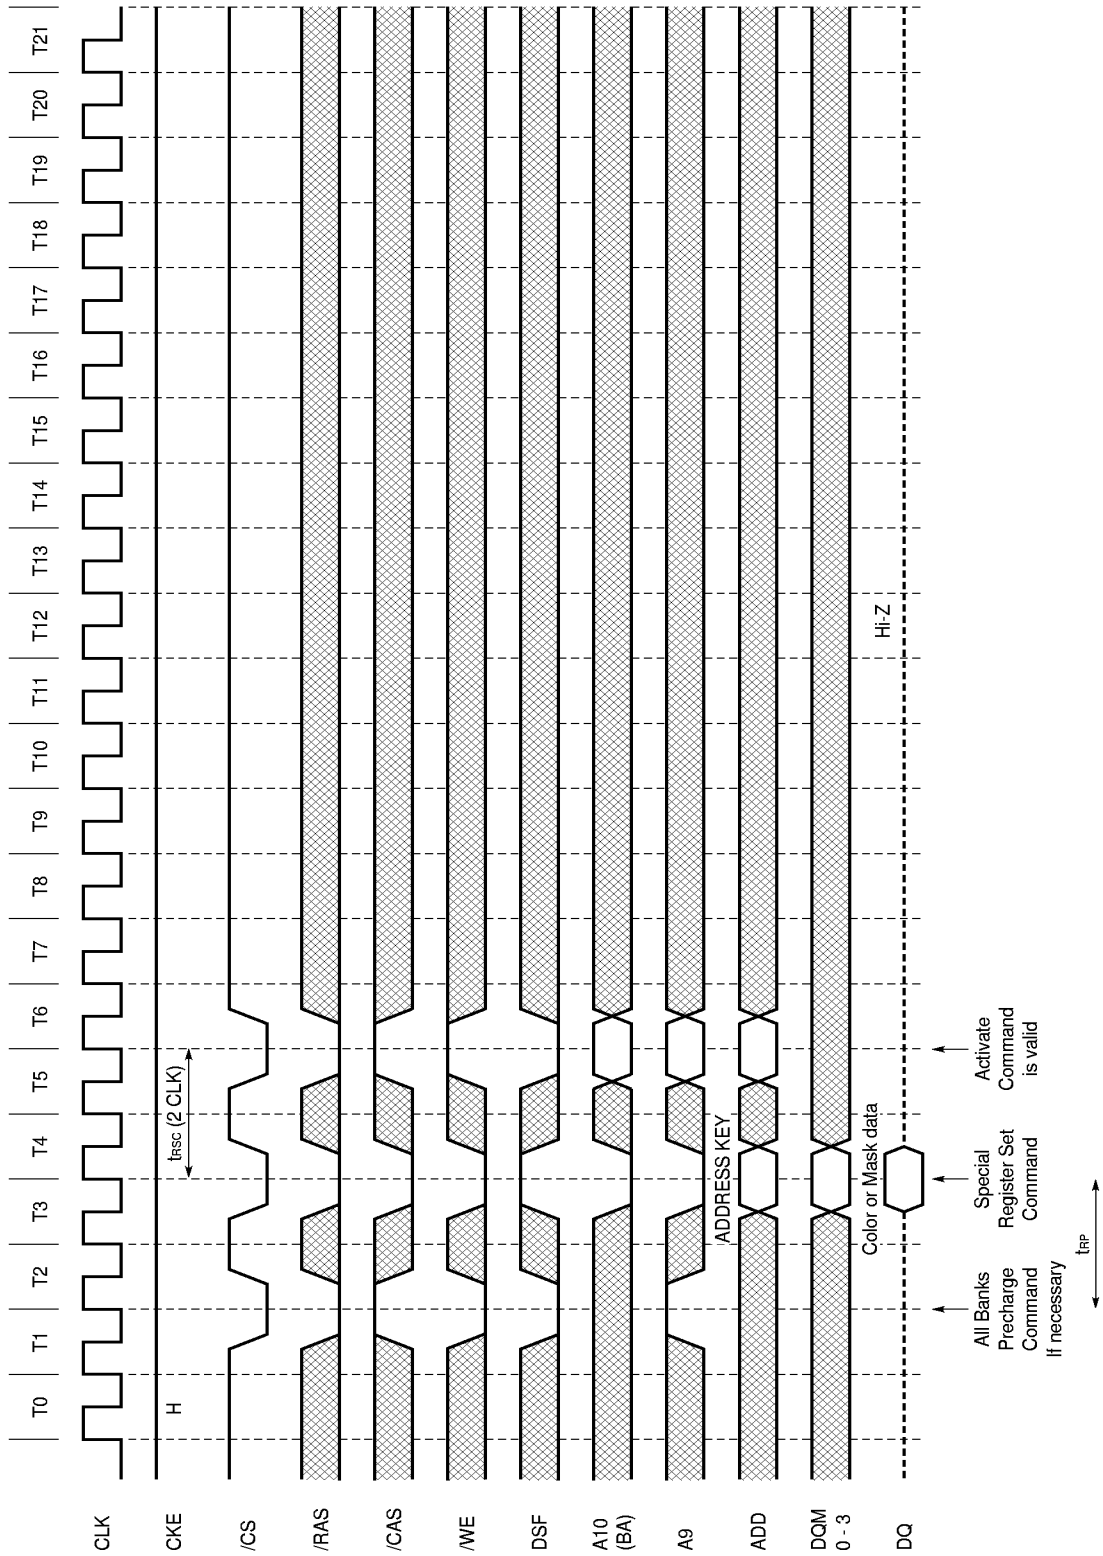 T0 T1 T2 T3 T4 T5 T6 T7 T8 T9 T10 T11 T12 T13 T14 T15 T16 T17 T18 T19 T20 T21
CLK
CKE
H
tRSC (2 CLK)
/CS
/RAS
/CAS
/WE
DSF
A10
(BA)
A9
ADDRESS KEY
ADD
DQM
0 - 3
Color or Mask data
Hi-Z
DQ
All Banks
Precharge
Command
If necessary
Special
Register Set
Command
Activate
Command
is valid
tRP